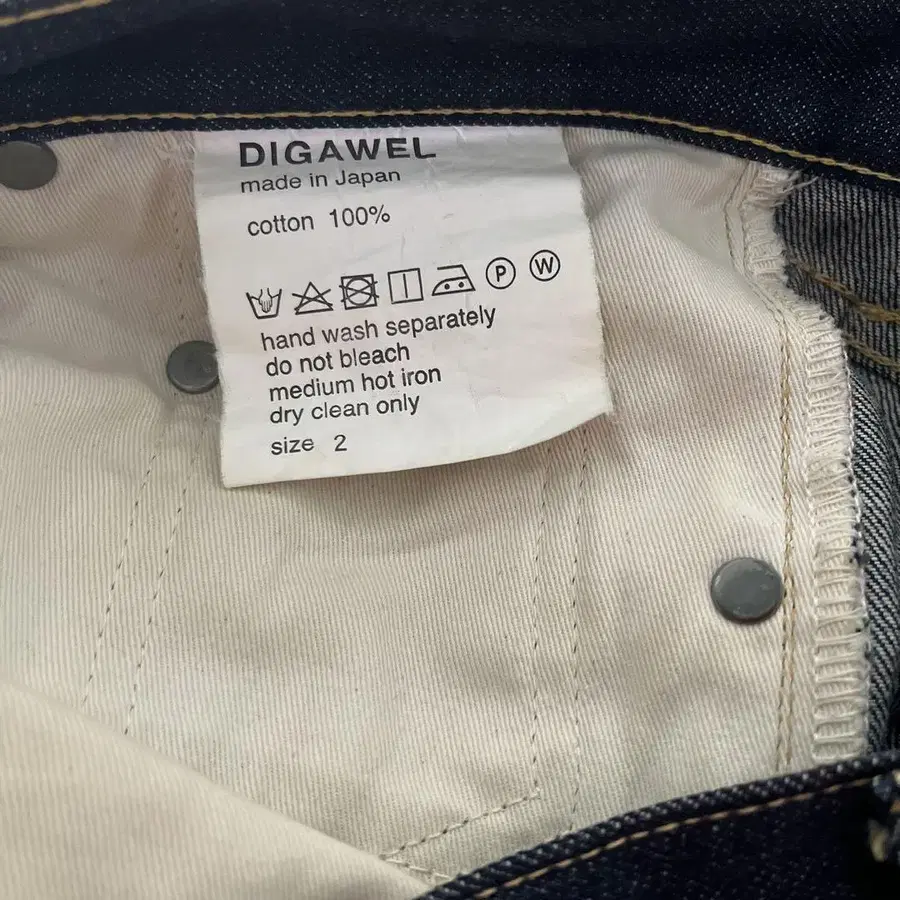 DIGAWEL
made in Japan
cotton 100%
P W
hand wash separately
do not bleach
medium hot iron
dry clean only
size 2